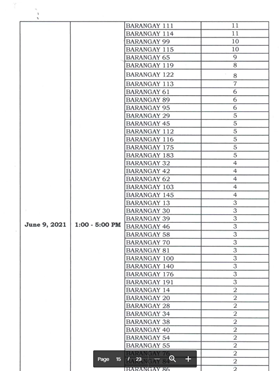 BARANGAY 111 11
BARANGAY 114 11
BARANGAY 99 10
BARANGAY 115 10
BARANGAY 65 9
BARANGAY 119 8
BARANGAY 122 8
BARANGAY 113 7
BARANGAY 61 6
BARANGAY 89 6
BARANGAY 95 6
BARANGAY 29 5
BARANGAY 45 5
BARANGAY 112 5
BARANGAY 116 5
BARANGAY 175 5
BARANGAY 183 5
BARANGAY 32 4
BARANGAY 42 4
BARANGAY 62 4
BARANGAY 103 4
BARANGAY 145 4
BARANGAY 13 3
BARANGAY 30 3
BARANGAY 39 3
June 9, 2021 1:00 - 5:00 PM BARANGAY 46 3
BARANGAY 58 3
BARANGAY 70 3
BARANGAY 81 3
BARANGAY 100 3
BARANGAY 140 3
BARANGAY 176 3
BARANGAY 191 3
BARANGAY 14 2
BARANGAY 20 2
BARANGAY 28 2
BARANGAY 34 2
BARANGAY 38 2
BARANGAY 40 2
BARANGAY 54 2
BARANGAY 55 2
2
Page 15 / 23
2
BARANGAY 86 2